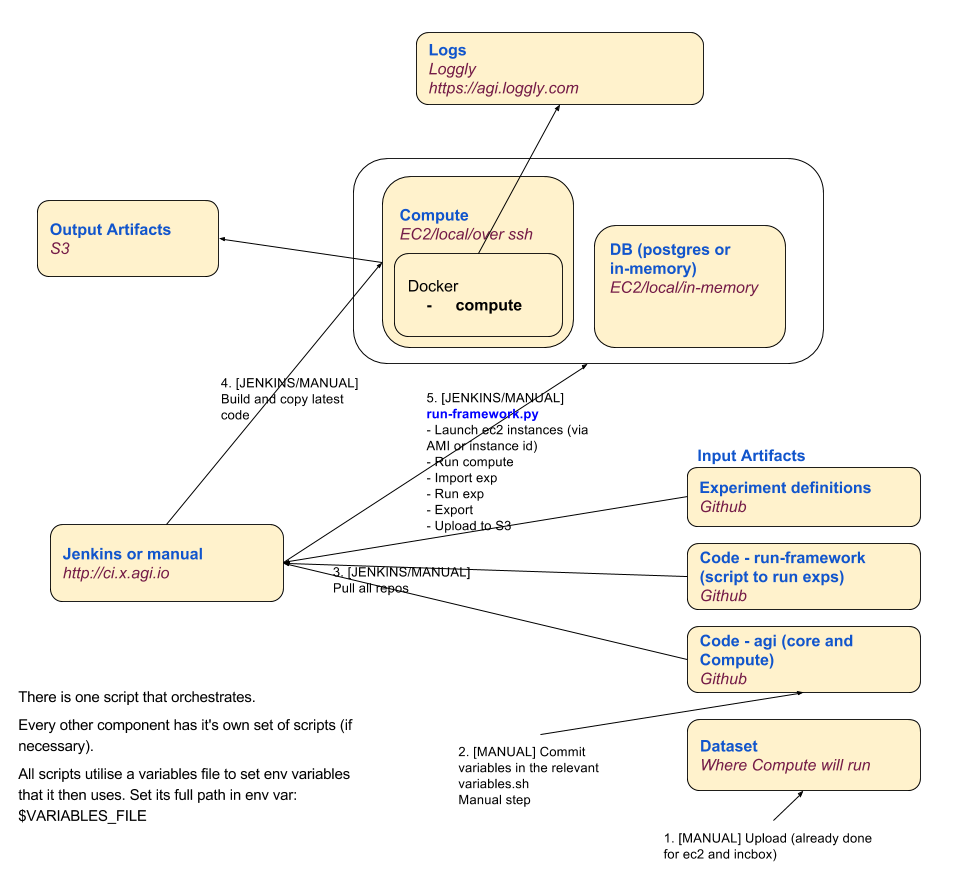 Logs
Loggly
https://agi.loggly.com
Output Artifacts
S3
Compute
EC2/local/over ssh
Docker
- compute
DB (postgres or
in-memory)
EC2/local/in-memory
4. [JENKINS/MANUAL]
Build and copy latest
code
5. [JENKINS/MANUAL]
run-framework.py
- Launch ec2 instances (via
AMI or instance id)
- Run compute
- Import exp
- Run exp
- Export
- Upload to S3
Input Artifacts
Experiment definitions
Github
Jenkins or manual
http://ci.x.agi.io
3. [JENKINS/MANUAL]
Pull all repos
Code - run-framework
(script to run exps)
Github
Code - agi (core and
Compute)
Github
There is one script that orchestrates.
Every other component has it's own set of scripts (if
necessary).
All scripts utilise a variables file to set env variables
that it then uses. Set its full path in env var:
$VARIABLES_FILE
2. [MANUAL] Commit
variables in the relevant
variables.sh
Manual step
Dataset
Where Compute will run
1. [MANUAL] Upload (already done
for ec2 and incbox)